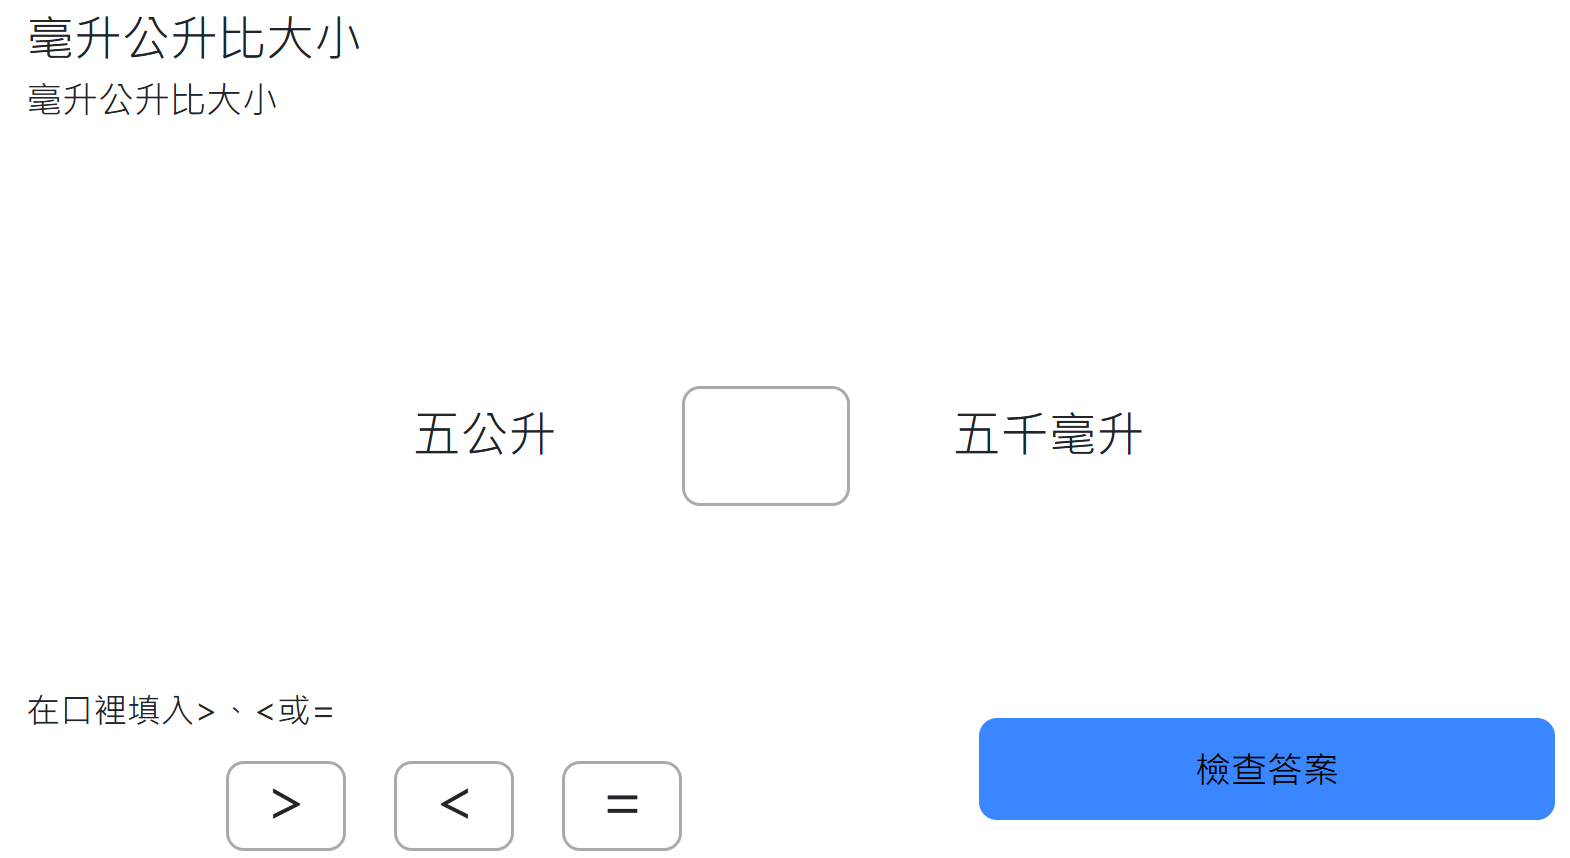 毫升公升比大小
毫升公升比大小
五公升 五千毫升
在口裡填入>、<或=
> < =
檢查答案